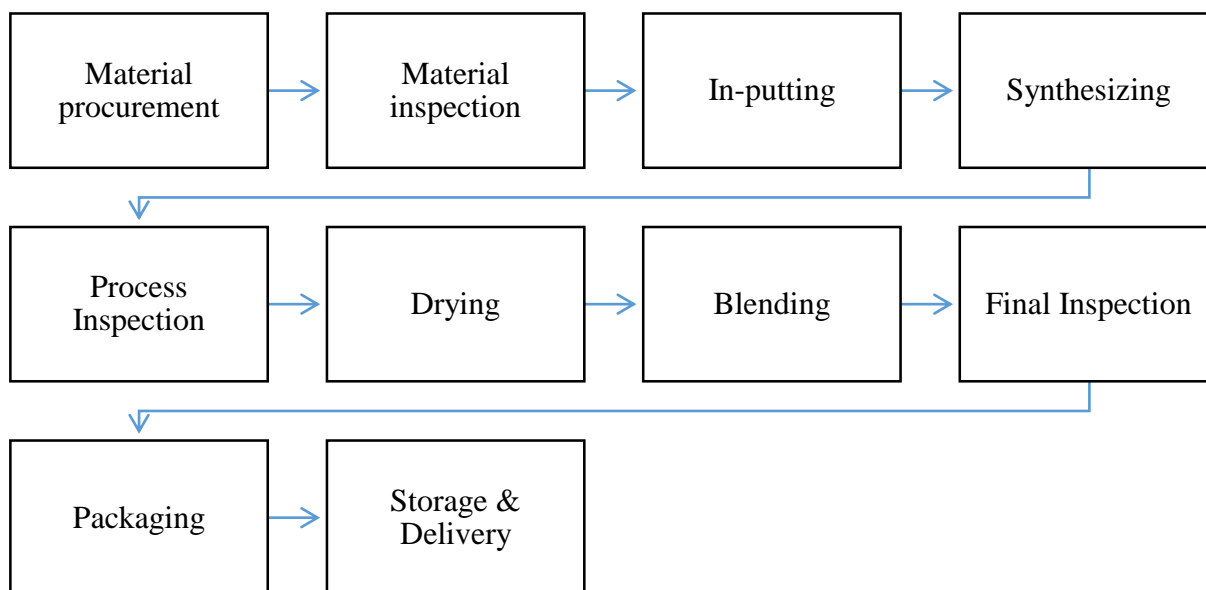 Material
procurement
Material
inspection
In-putting
Synthesizing
Process
Inspection
Drying
Blending
Final Inspection
Packaging
Storage &
Delivery